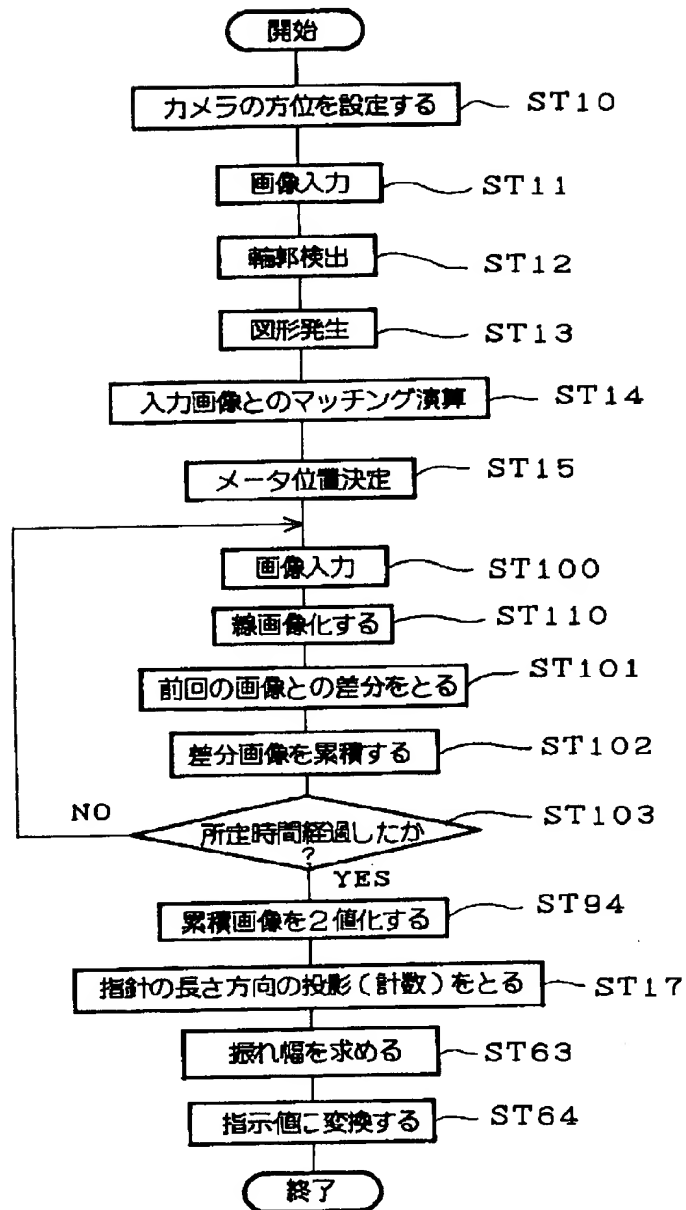 開始
カメラの方位を設定する ST10
画像入力 ST11
輪郭検出 ST12
図形発生 ST13
入力画像とのマッチング演算 ST14
メータ位置決定 ST15
画像入力 ST100
線画像化する ST110
前回の画像との差分をとる ST101
差分画像を累積する ST102
NO
所定時間経過したか ST103
?
YES
累積画像を2値化する ST94
指針の長さ方向の投影(計数)をとる ST17
振れ幅を求める ST63
指示値に変換する ST64
終了